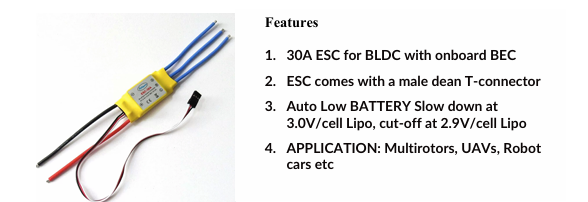 Features
1. 30A ESC for BLDC with onboard BEC
2. ESC comes with a male dean T-connector
3. Auto Low BATTERY Slow down at
3.0V/cell Lipo, cut-off at 2.9V/cell Lipo
4. APPLICATION: Multirotors, UAVs, Robot
cars etc